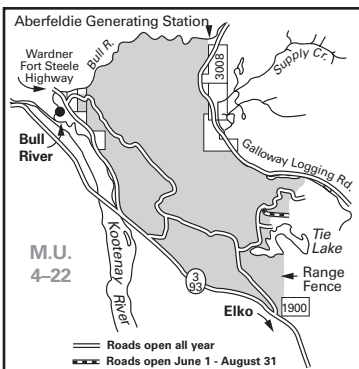 Aberfeldie Generating Station
Wardner
Fort Steele
Highway
Bull R.
3008
Supply Cr.
Bull
River
Galloway Logging Rd.
M.U.
4–22
Kootenay
River
Tie
Lake
3
93
Range
Fence
Elko
1900
Roads open all year
Roads open June 1 - August 31